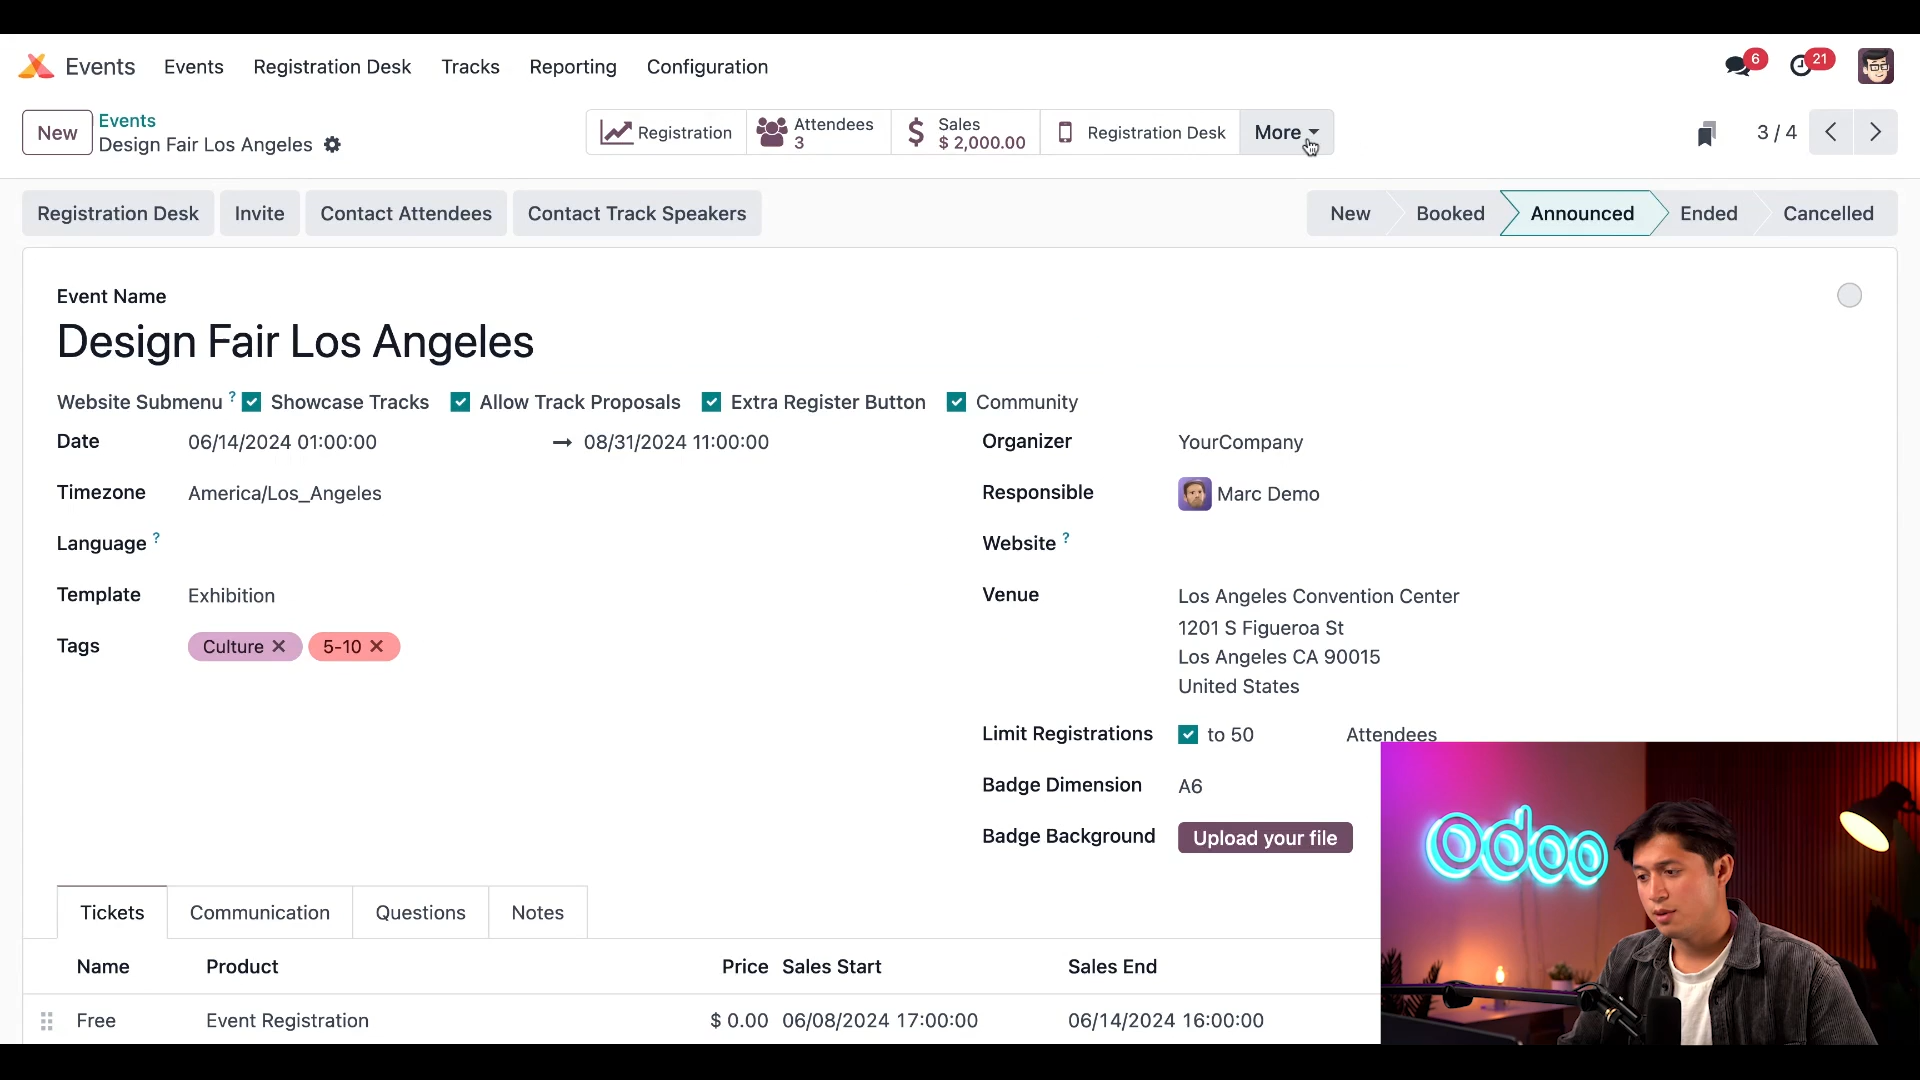 Events Events Registration Desk Tracks Reporting Configuration 6 21
New Events
Design Fair Los Angeles
Registration Attendees 3 Sales $ 2,000.00 Registration Desk More 3 / 4
Registration Desk Invite Contact Attendees Contact Track Speakers New Booked Announced Ended Cancelled
Event Name
Design Fair Los Angeles
Website Submenu ? Showcase Tracks Allow Track Proposals Extra Register Button Community
Date 06/14/2024 01:00:00 → 08/31/2024 11:00:00 Organizer YourCompany
Timezone America/Los_Angeles Responsible Marc Demo
Language ? Website ?
Template Exhibition Venue Los Angeles Convention Center
1201 S Figueroa St
Tags Culture 5-10 Los Angeles CA 90015
United States
Limit Registrations to 50 Attendees
Badge Dimension A6
Badge Background Upload your file
odoo
Tickets Communication Questions Notes
Name Product Price Sales Start Sales End
Free Event Registration $ 0.00 06/08/2024 17:00:00 06/14/2024 16:00:00